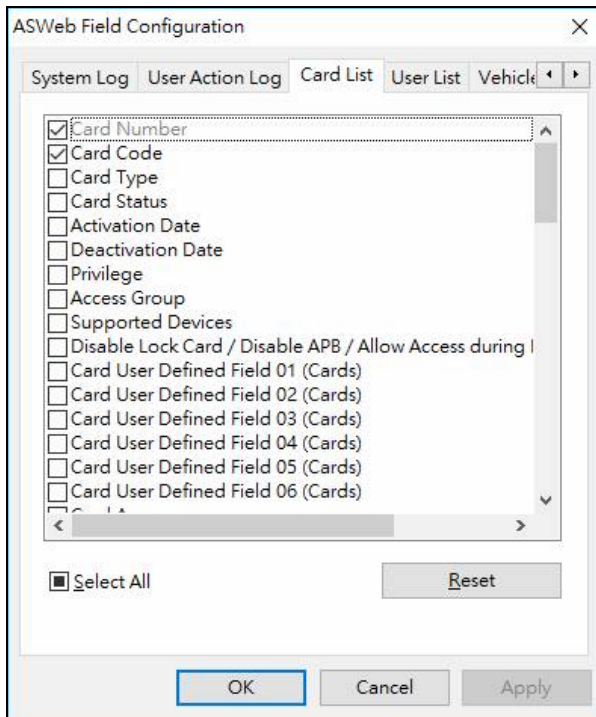 ASWeb Field Configuration
System Log User Action Log Card List User List Vehicle
Card Number
Card Code
Card Type
Card Status
Activation Date
Deactivation Date
Privilege
Access Group
Supported Devices
Disable Lock Card / Disable APB / Allow Access during
Card User Defined Field 01 (Cards)
Card User Defined Field 02 (Cards)
Card User Defined Field 03 (Cards)
Card User Defined Field 04 (Cards)
Card User Defined Field 05 (Cards)
Card User Defined Field 06 (Cards)
Select All Reset
OK Cancel Apply